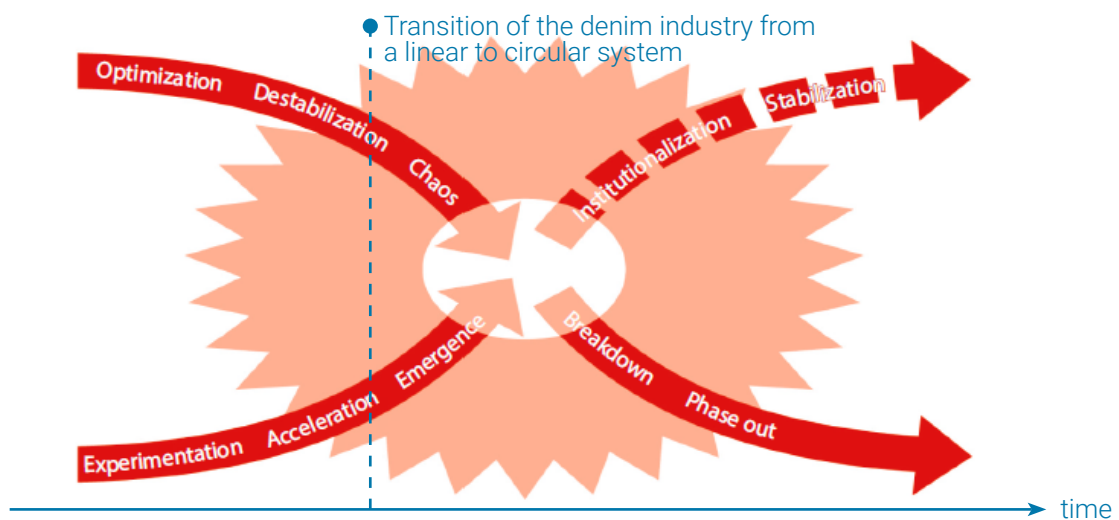 Transition of the denim industry from
a linear to circular system
Optimization
Destabilization
Chaos
Institutionalization
Stabilization
Experimentation
Acceleration
Emergence
Breakdown
Phase out
time